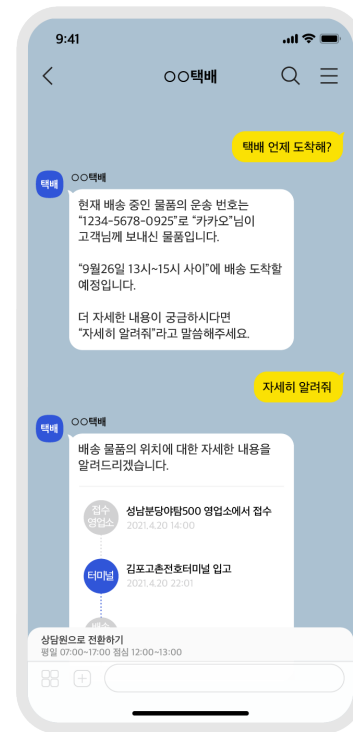 9:41
○○택배
택배 언제 도착해?
택배
○○택배
현재 배송 중인 물품의 운송 번호는
“1234-5678-0925”로 “카카오”님이
고객님께 보내신 물품입니다.
“9월26일 13시~15시 사이”에 배송 도착할
예정입니다.
더 자세한 내용이 궁금하시다면
“자세히 알려줘”라고 말씀해주세요.
자세히 알려줘
택배
○○택배
배송 물품의 위치에 대한 자세한 내용을
알려드리겠습니다.
접수
영업소
성남분당야탑500 영업소에서 접수
2021.4.20 14:00
터미널
김포고촌전호터미널 입고
2021.4.20 22:01
상담원으로 전환하기
평일 07:00~17:00 점심 12:00~13:00